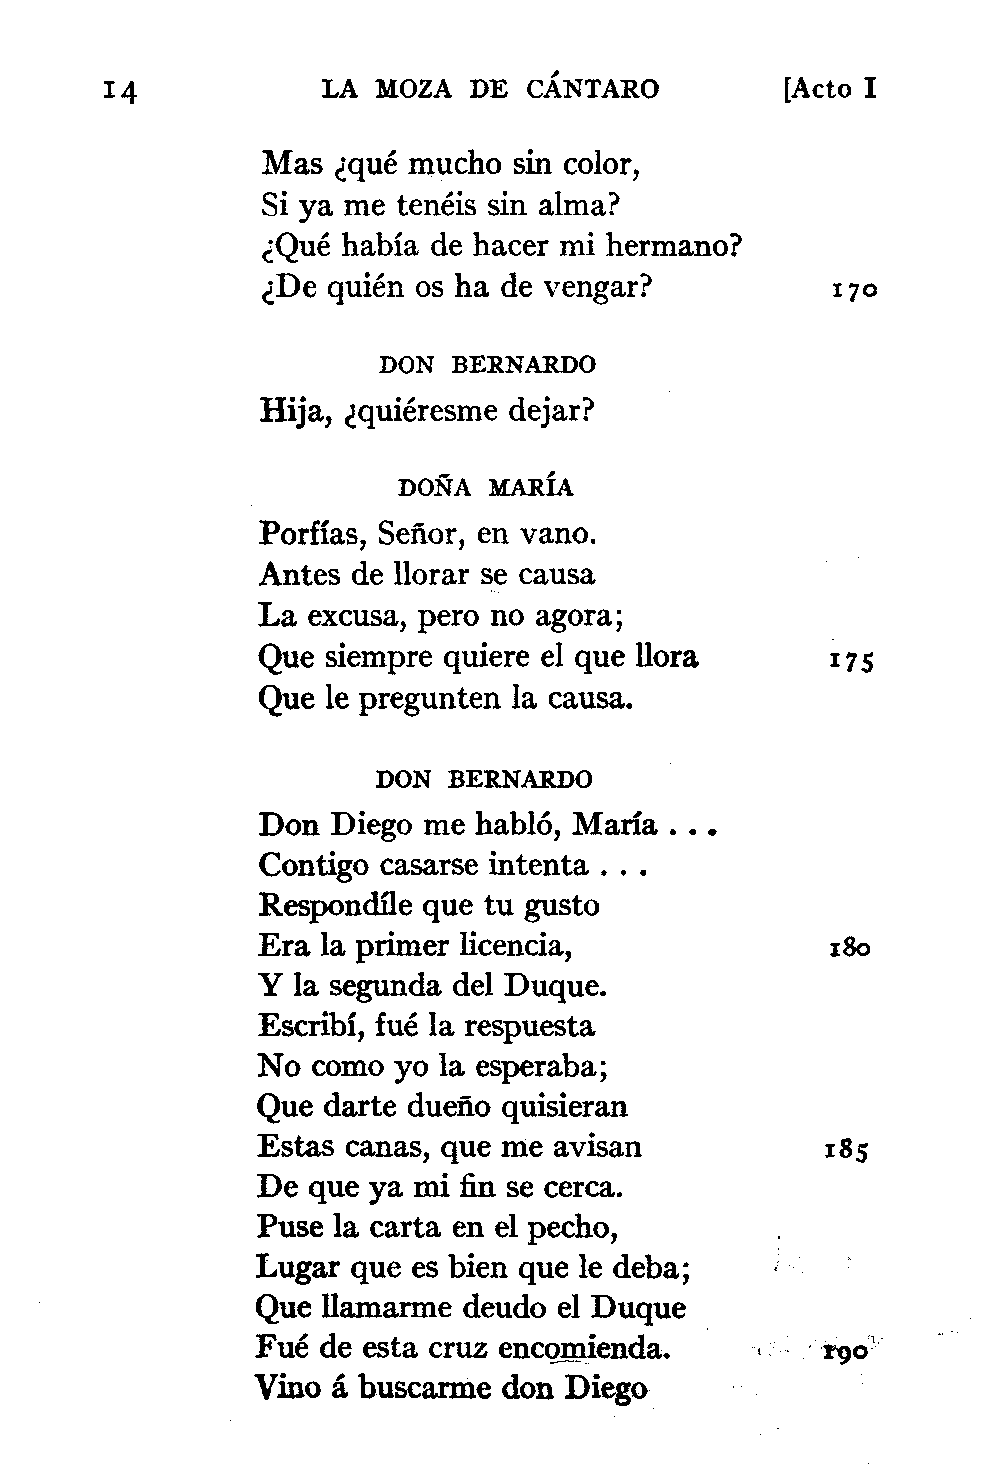 14 LA MOZA DE CÁNTARO [Acto I
Mas ¿qué mucho sin color,
Si ya me tenéis sin alma?
¿Qué había de hacer mi hermano?
¿De quién os ha de vengar? 170
DON BERNARDO
Hija, ¿quiéresme dejar?
DOÑA MARÍA
Porfías, Señor, en vano.
Antes de llorar se causa
La excusa, pero no agora;
Que siempre quiere el que llora 175
Que le pregunten la causa.
DON BERNARDO
Don Diego me habló, María . . .
Contigo casarse intenta . . .
Respondíle que tu gusto
Era la primer licencia, 180
Y la segunda del Duque.
Escribí, fué la respuesta
No como yo la esperaba;
Que darte dueño quisieran
Estas canas, que me avisan 185
De que ya mi fin se cerca.
Puse la carta en el pecho,
Lugar que es bien que le deba;
Que llamarme deudo el Duque
Fué de esta cruz encomienda. 190
Vino á buscarme don Diego